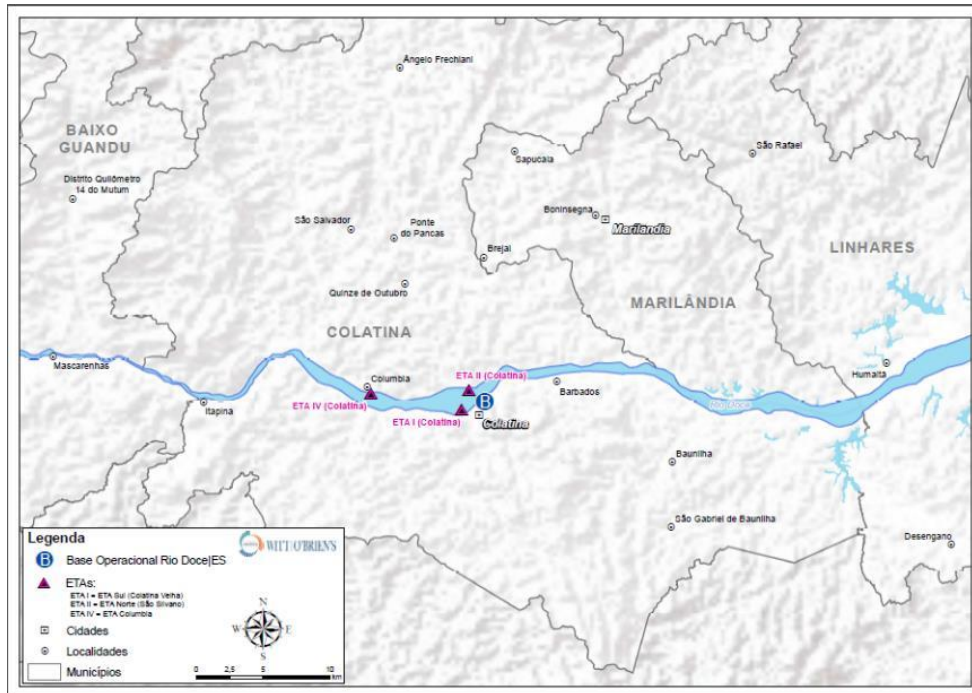 Ângelo Frechiani
BAIXO
GUANDU
Distrito Quilômetro
14 do Mutum
Sapucaia
São Rafael
Boninsegna
Marilandia
São Salvador
Ponte
do Pancas
Brejal
LINHARES
Quinze de Outubro
MARILÂNDIA
COLATINA
Mascarenhas
Columbia
ETA II (Colatina)
Barbados
Humaitá
Itapina
ETA IV (Colatina)
B
Rio Doce
ETA I (Colatina)
Colatina
Baunilha
São Gabriel de Baunilha
Desengano
Legenda
WITT|O'BRIEN'S
B Base Operacional Rio Doce|ES
ETAs:
ETA I = ETA Sul (Colatina Velha)
ETA II = ETA Norte (São Silvano)
ETA IV = ETA Columbia
Cidades
Localidades
Municípios
N
W E
S
0 2,5 5 10
km